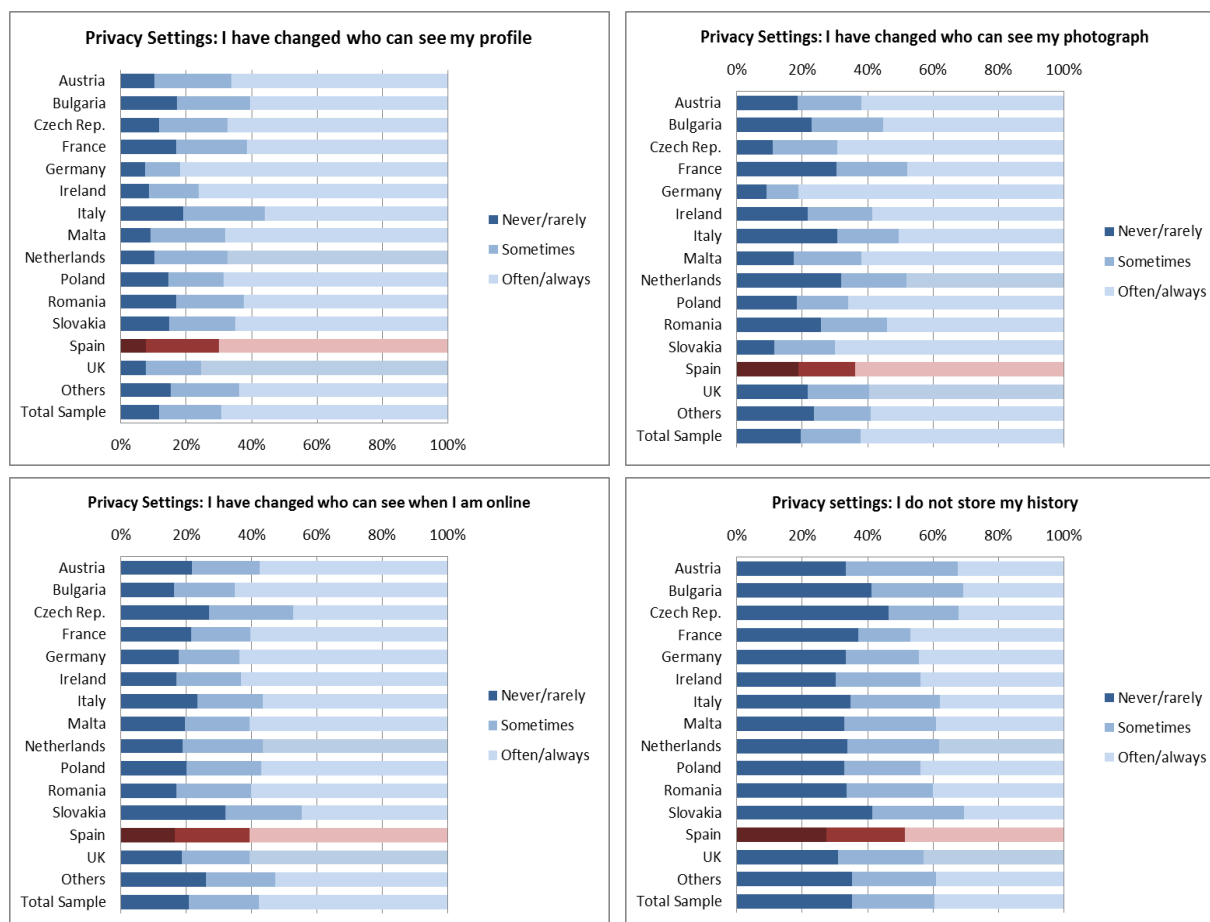 Privacy Settings: I have changed who can see my profile
Austria
Bulgaria
Czech Rep.
France
Germany
Ireland
Italy
Malta
Netherlands
Poland
Romania
Slovakia
Spain
UK
Others
Total Sample
0% 20% 40% 60% 80% 100%
Never/rarely
Sometimes
Often/always
Privacy Settings: I have changed who can see my photograph
0% 20% 40% 60% 80% 100%
Austria
Bulgaria
Czech Rep.
France
Germany
Ireland
Italy
Malta
Netherlands
Poland
Romania
Slovakia
Spain
UK
Others
Total Sample
Never/rarely
Sometimes
Often/always
Privacy Settings: I have changed who can see when I am online
0% 20% 40% 60% 80% 100%
Austria
Bulgaria
Czech Rep.
France
Germany
Ireland
Italy
Malta
Netherlands
Poland
Romania
Slovakia
Spain
UK
Others
Total Sample
Never/rarely
Sometimes
Often/always
Privacy settings: I do not store my history
0% 20% 40% 60% 80% 100%
Austria
Bulgaria
Czech Rep.
France
Germany
Ireland
Italy
Malta
Netherlands
Poland
Romania
Slovakia
Spain
UK
Others
Total Sample
Never/rarely
Sometimes
Often/always